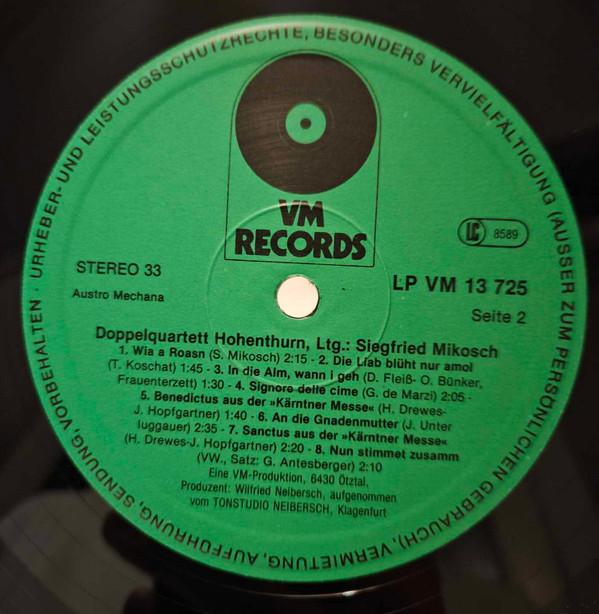 URHEBER- UND LEISTUNGSSCHUTZRECHTE, BESONDERS VERVIELFÄLTIGUNG (AUSSER ZUM PERSÖNLICHEN GEBRAUCH), VERMIETUNG, AUFFÜHRUNG, SENDUNG, VORBEHALTEN ·
VM
RECORDS
LC 8589
STEREO 33
LP VM 13 725
Austro Mechana
Seite 2
Doppelquartett Hohenthurn, Ltg.: Siegfried Mikosch
1. Wia a Roasn (S. Mikosch) 2:15 - 2. Die Liab blüht nur amol
(T. Koschat) 1:45 - 3. In die Alm, wann i geh (D. Fleiß- O. Bünker,
Frauenterzett) 1:30 - 4. Signore delle cime (G. de Marzi) 2:05 -
5. Benedictus aus der »Kärntner Messe« (H. Drewes-
J. Hopfgartner) 1:40 - 6. An die Gnadenmutter (J. Unter
luggauer) 2:35 - 7. Sanctus aus der »Kärntner Messe«
(H. Drewes-J. Hopfgartner) 2:20 - 8. Nun stimmet zusamm
(VW., Satz: G. Antesberger) 2:10
Eine VM-Produktion, 6430 Ötztal,
Produzent: Wilfried Neibersch, aufgenommen
vom TONSTUDIO NEIBERSCH, Klagenfurt